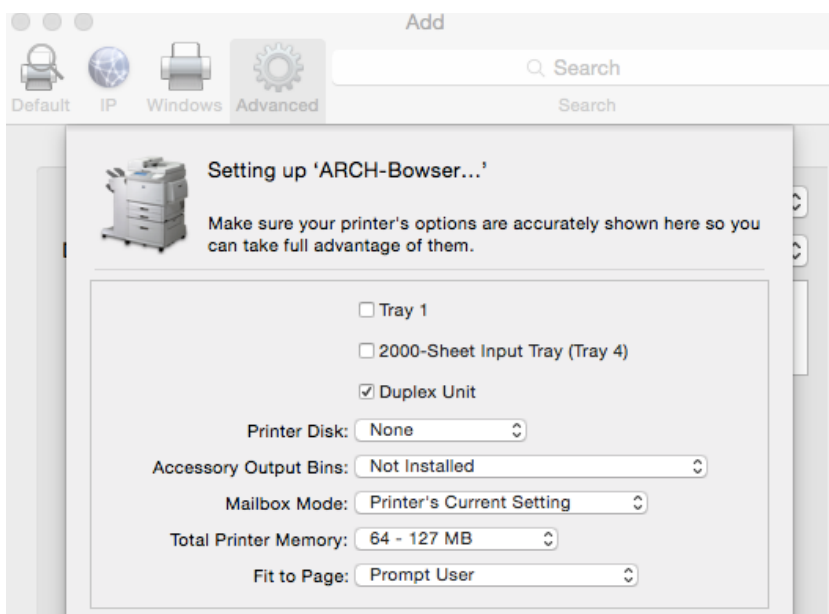 Add
Default IP Windows Advanced Search
Search
Setting up 'ARCH-Bowser...'
Make sure your printer's options are accurately shown here so you
can take full advantage of them.
Tray 1
2000-Sheet Input Tray (Tray 4)
Duplex Unit
Printer Disk: None
Accessory Output Bins: Not Installed
Mailbox Mode: Printer's Current Setting
Total Printer Memory: 64 - 127 MB
Fit to Page: Prompt User